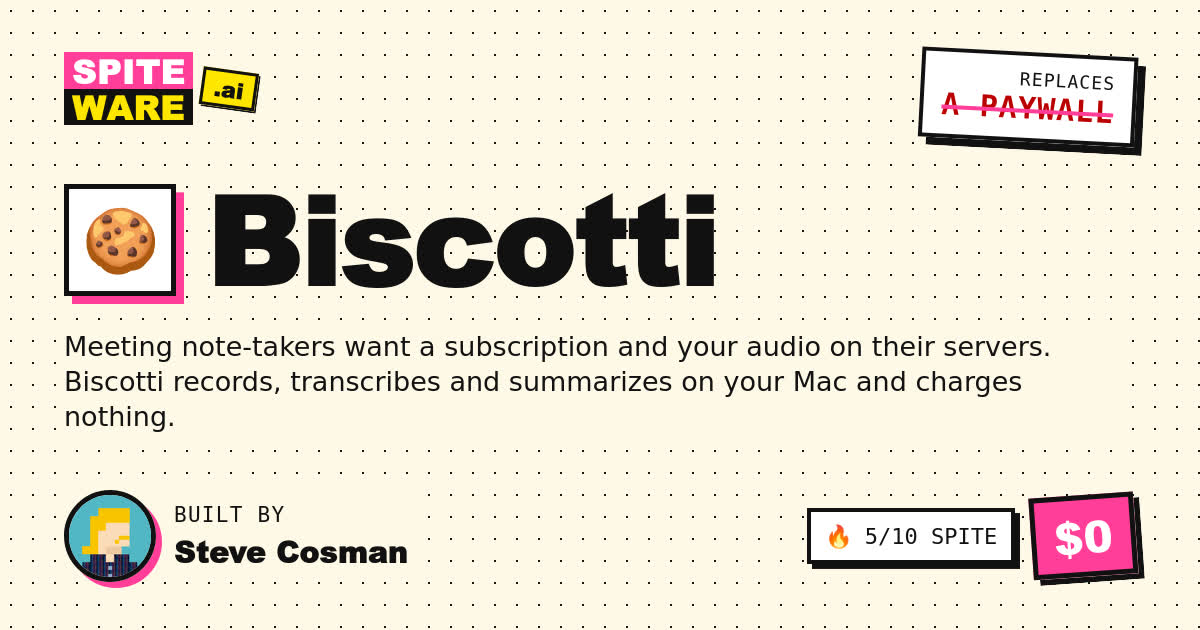 SPITE
WARE
.ai
REPLACES
A PAYWALL
Biscotti
Meeting note-takers want a subscription and your audio on their servers.
Biscotti records, transcribes and summarizes on your Mac and charges
nothing.
BUILT BY
Steve Cosman
5/10 SPITE
$0